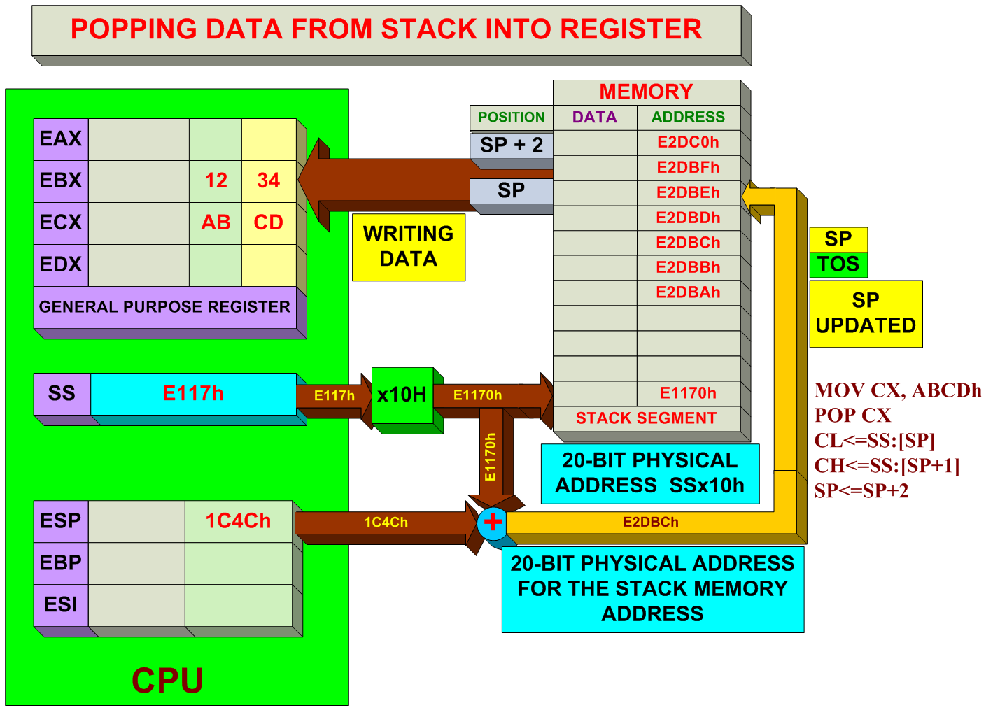 POPPING DATA FROM STACK INTO REGISTER
MEMORY
POSITION DATA ADDRESS
SP + 2 E2DC0h
E2DBFh
SP E2DBEh
E2DBDh
E2DBCh
E2DBBh
E2DBAh
E1170h
STACK SEGMENT
EAX
EBX 12 34
ECX AB CD
EDX
GENERAL PURPOSE REGISTER
WRITING
DATA
SP
TOS
SP
UPDATED
SS E117h E117h x10H E1170h
E1170h
20-BIT PHYSICAL
ADDRESS SSx10h
MOV CX, ABCDh
POP CX
CL<=SS:[SP]
CH<=SS:[SP+1]
SP<=SP+2
ESP 1C4Ch 1C4Ch + E2DBCh
EBP
ESI
20-BIT PHYSICAL ADDRESS
FOR THE STACK MEMORY
ADDRESS
CPU